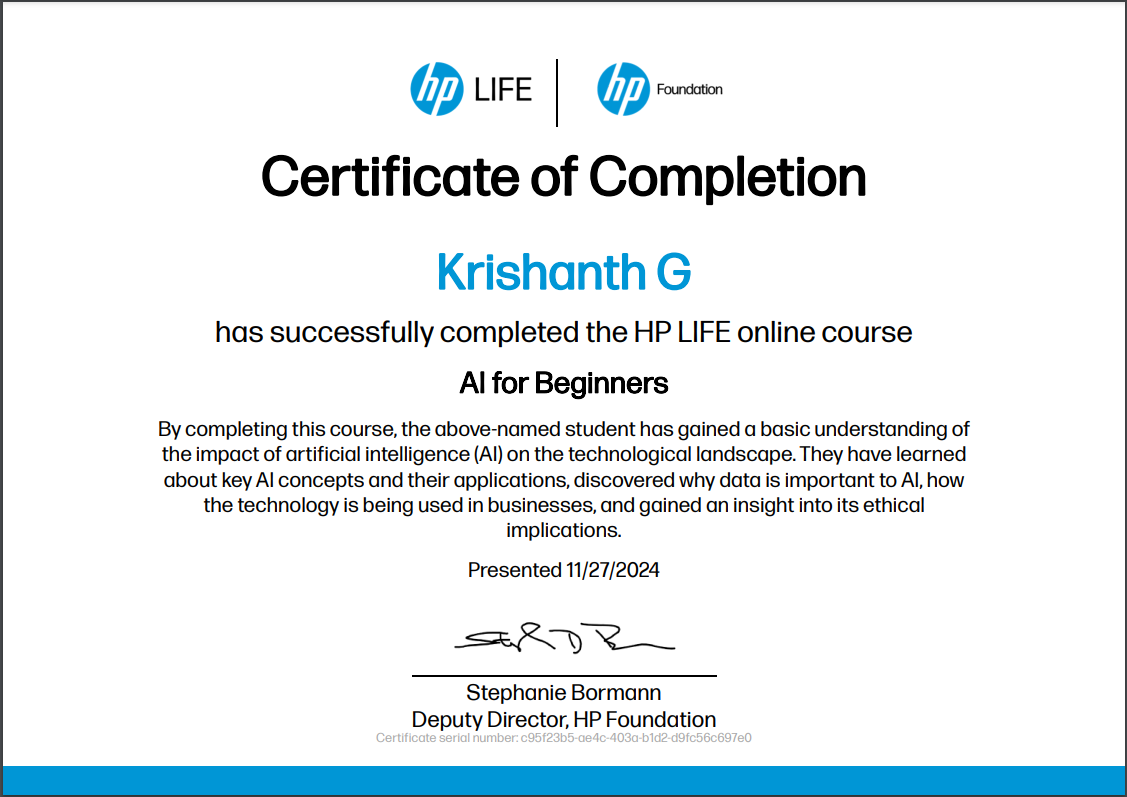 hp LIFE hp Foundation
Certificate of Completion
Krishanth G
has successfully completed the HP LIFE online course
AI for Beginners
By completing this course, the above-named student has gained a basic understanding of
the impact of artificial intelligence (AI) on the technological landscape. They have learned
about key AI concepts and their applications, discovered why data is important to AI, how
the technology is being used in businesses, and gained an insight into its ethical
implications.
Presented 11/27/2024
Stephanie Bormann
Deputy Director, HP Foundation
Certificate serial number: c95f23b5-ae4c-403a-b1d2-d9fc56c697e0